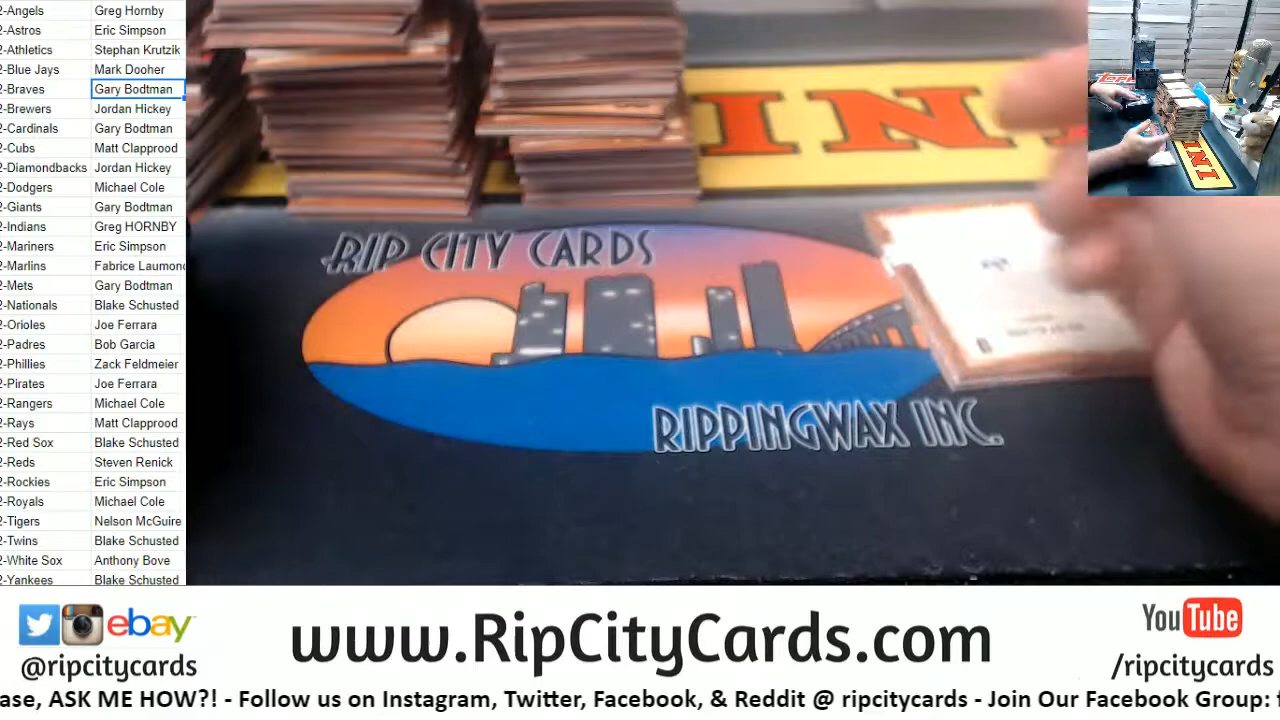 2-Angels Greg Hornby
2-Astros Eric Simpson
2-Athletics Stephan Krutzik
2-Blue Jays Mark Dooher
2-Braves Gary Bodtman
2-Brewers Jordan Hickey
2-Cardinals Gary Bodtman
2-Cubs Matt Clapprood
2-Diamondbacks Jordan Hickey
2-Dodgers Michael Cole
2-Giants Gary Bodtman
2-Indians Greg HORNBY
2-Mariners Eric Simpson
2-Marlins Fabrice Laumond
2-Mets Gary Bodtman
2-Nationals Blake Schusted
2-Orioles Joe Ferrara
2-Padres Bob Garcia
2-Phillies Zack Feldmeier
2-Pirates Joe Ferrara
2-Rangers Michael Cole
2-Rays Matt Clapprood
2-Red Sox Blake Schusted
2-Reds Steven Renick
2-Rockies Eric Simpson
2-Royals Michael Cole
2-Tigers Nelson McGuire
2-Twins Blake Schusted
2-White Sox Anthony Bove
2-Yankees Blake Schusted
INI
RIP CITY CARDS
RIPPINGWAX INC.
INI
ebay
@ripcitycards
www.RipCityCards.com
YouTube
/ripcitycards
ase, ASK ME HOW?! - Follow us on Instagram, Twitter, Facebook, & Reddit @ ripcitycards - Join Our Facebook Group: